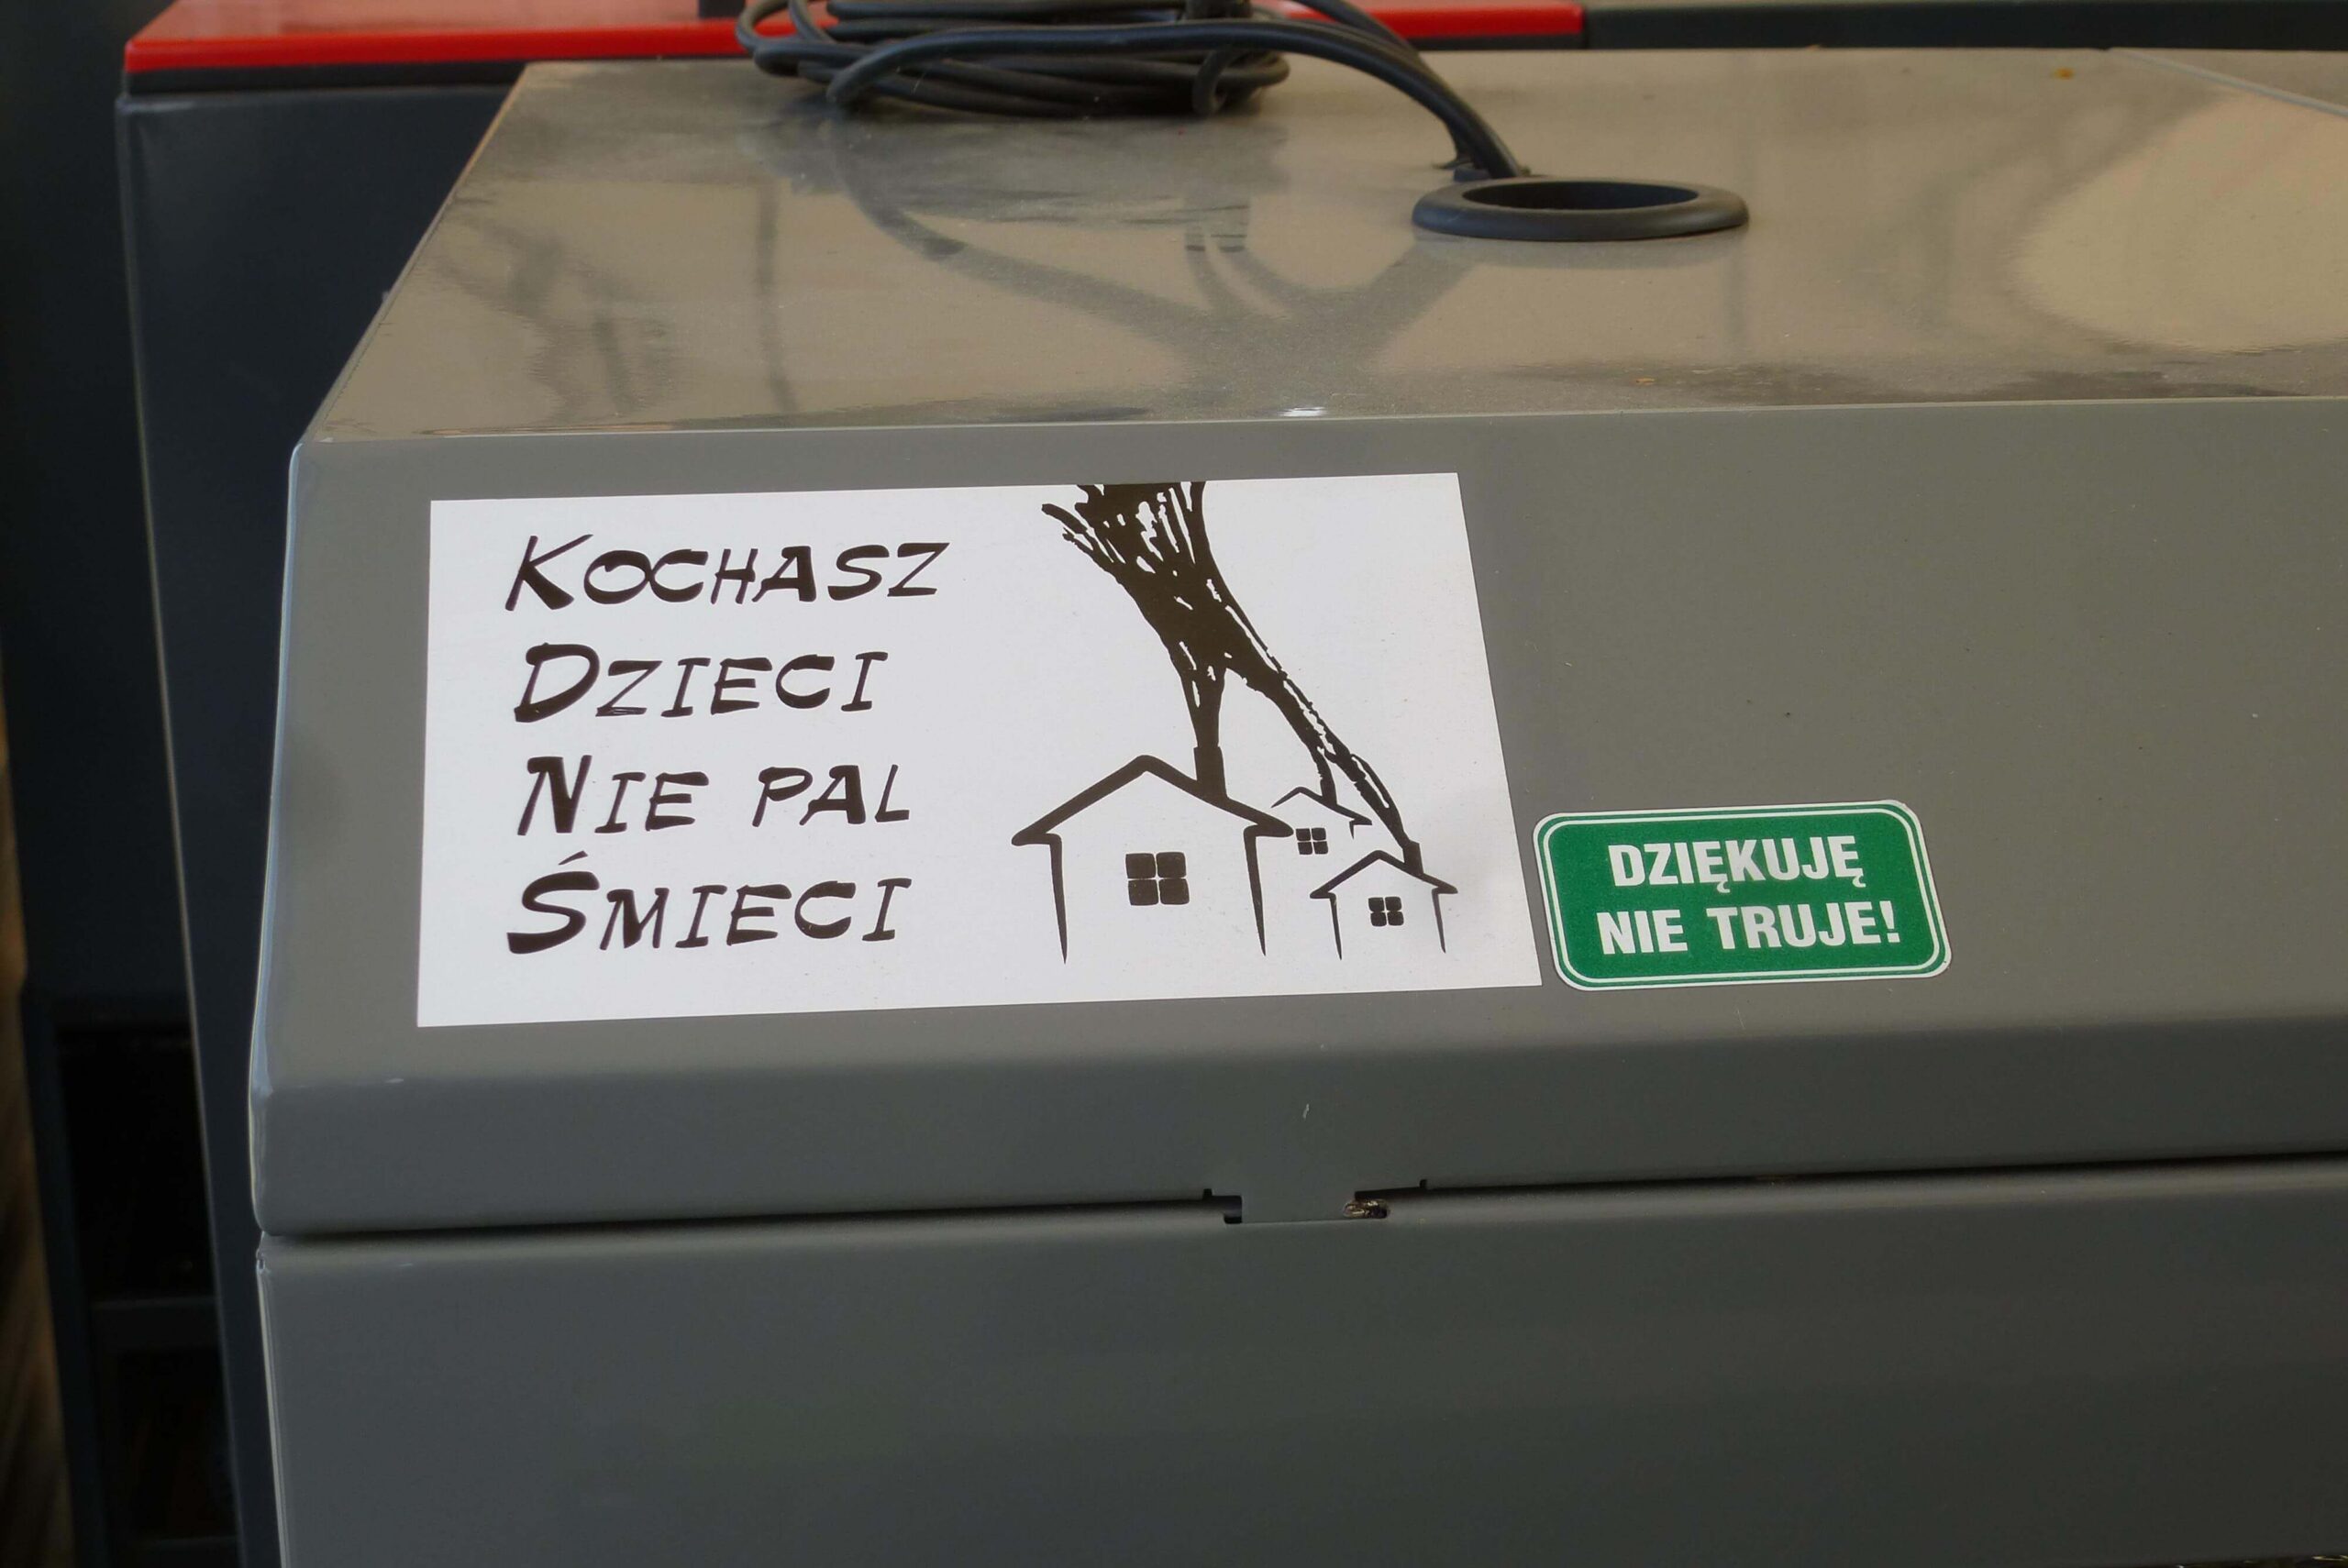 Kochasz
Dzieci
Nie pal
Śmieci
DZIĘKUJĘ
NIE TRUJE!